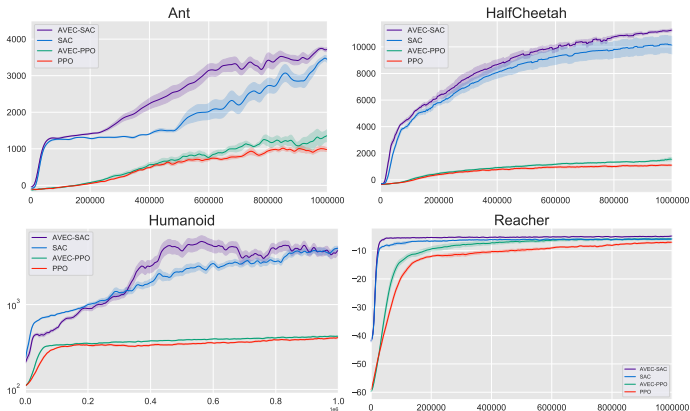 Ant
4000
3000
2000
1000
0
AVEC-SAC
SAC
AVEC-PPO
PPO
0
200000
400000
600000
800000
1000000
HalfCheetah
10000
8000
6000
4000
2000
0
AVEC-SAC
SAC
AVEC-PPO
PPO
0
200000
400000
600000
800000
1000000
Humanoid
10³
10²
AVEC-SAC
SAC
AVEC-PPO
PPO
0.0
0.2
0.4
0.6
0.8
1.0
1e6
Reacher
−10
−20
−30
−40
−50
−60
AVEC-SAC
SAC
AVEC-PPO
PPO
0
200000
400000
600000
800000
1000000